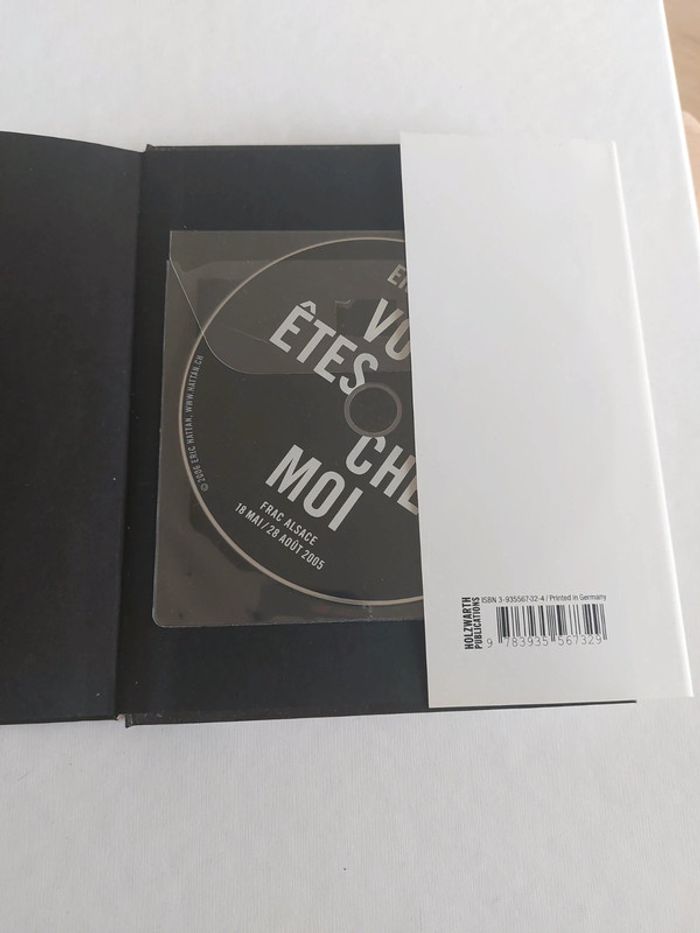 VO
ÊTES
CHE
MOI
FRAC ALSACE
18 MAI / 28 AOÛT 2005
© 2006 ERIC HATTAN, WWW.HATTAN.CH
HOLZWARTH
PUBLICATIONS
ISBN 3-935567-32-4 / Printed in Germany
9 783935 567329